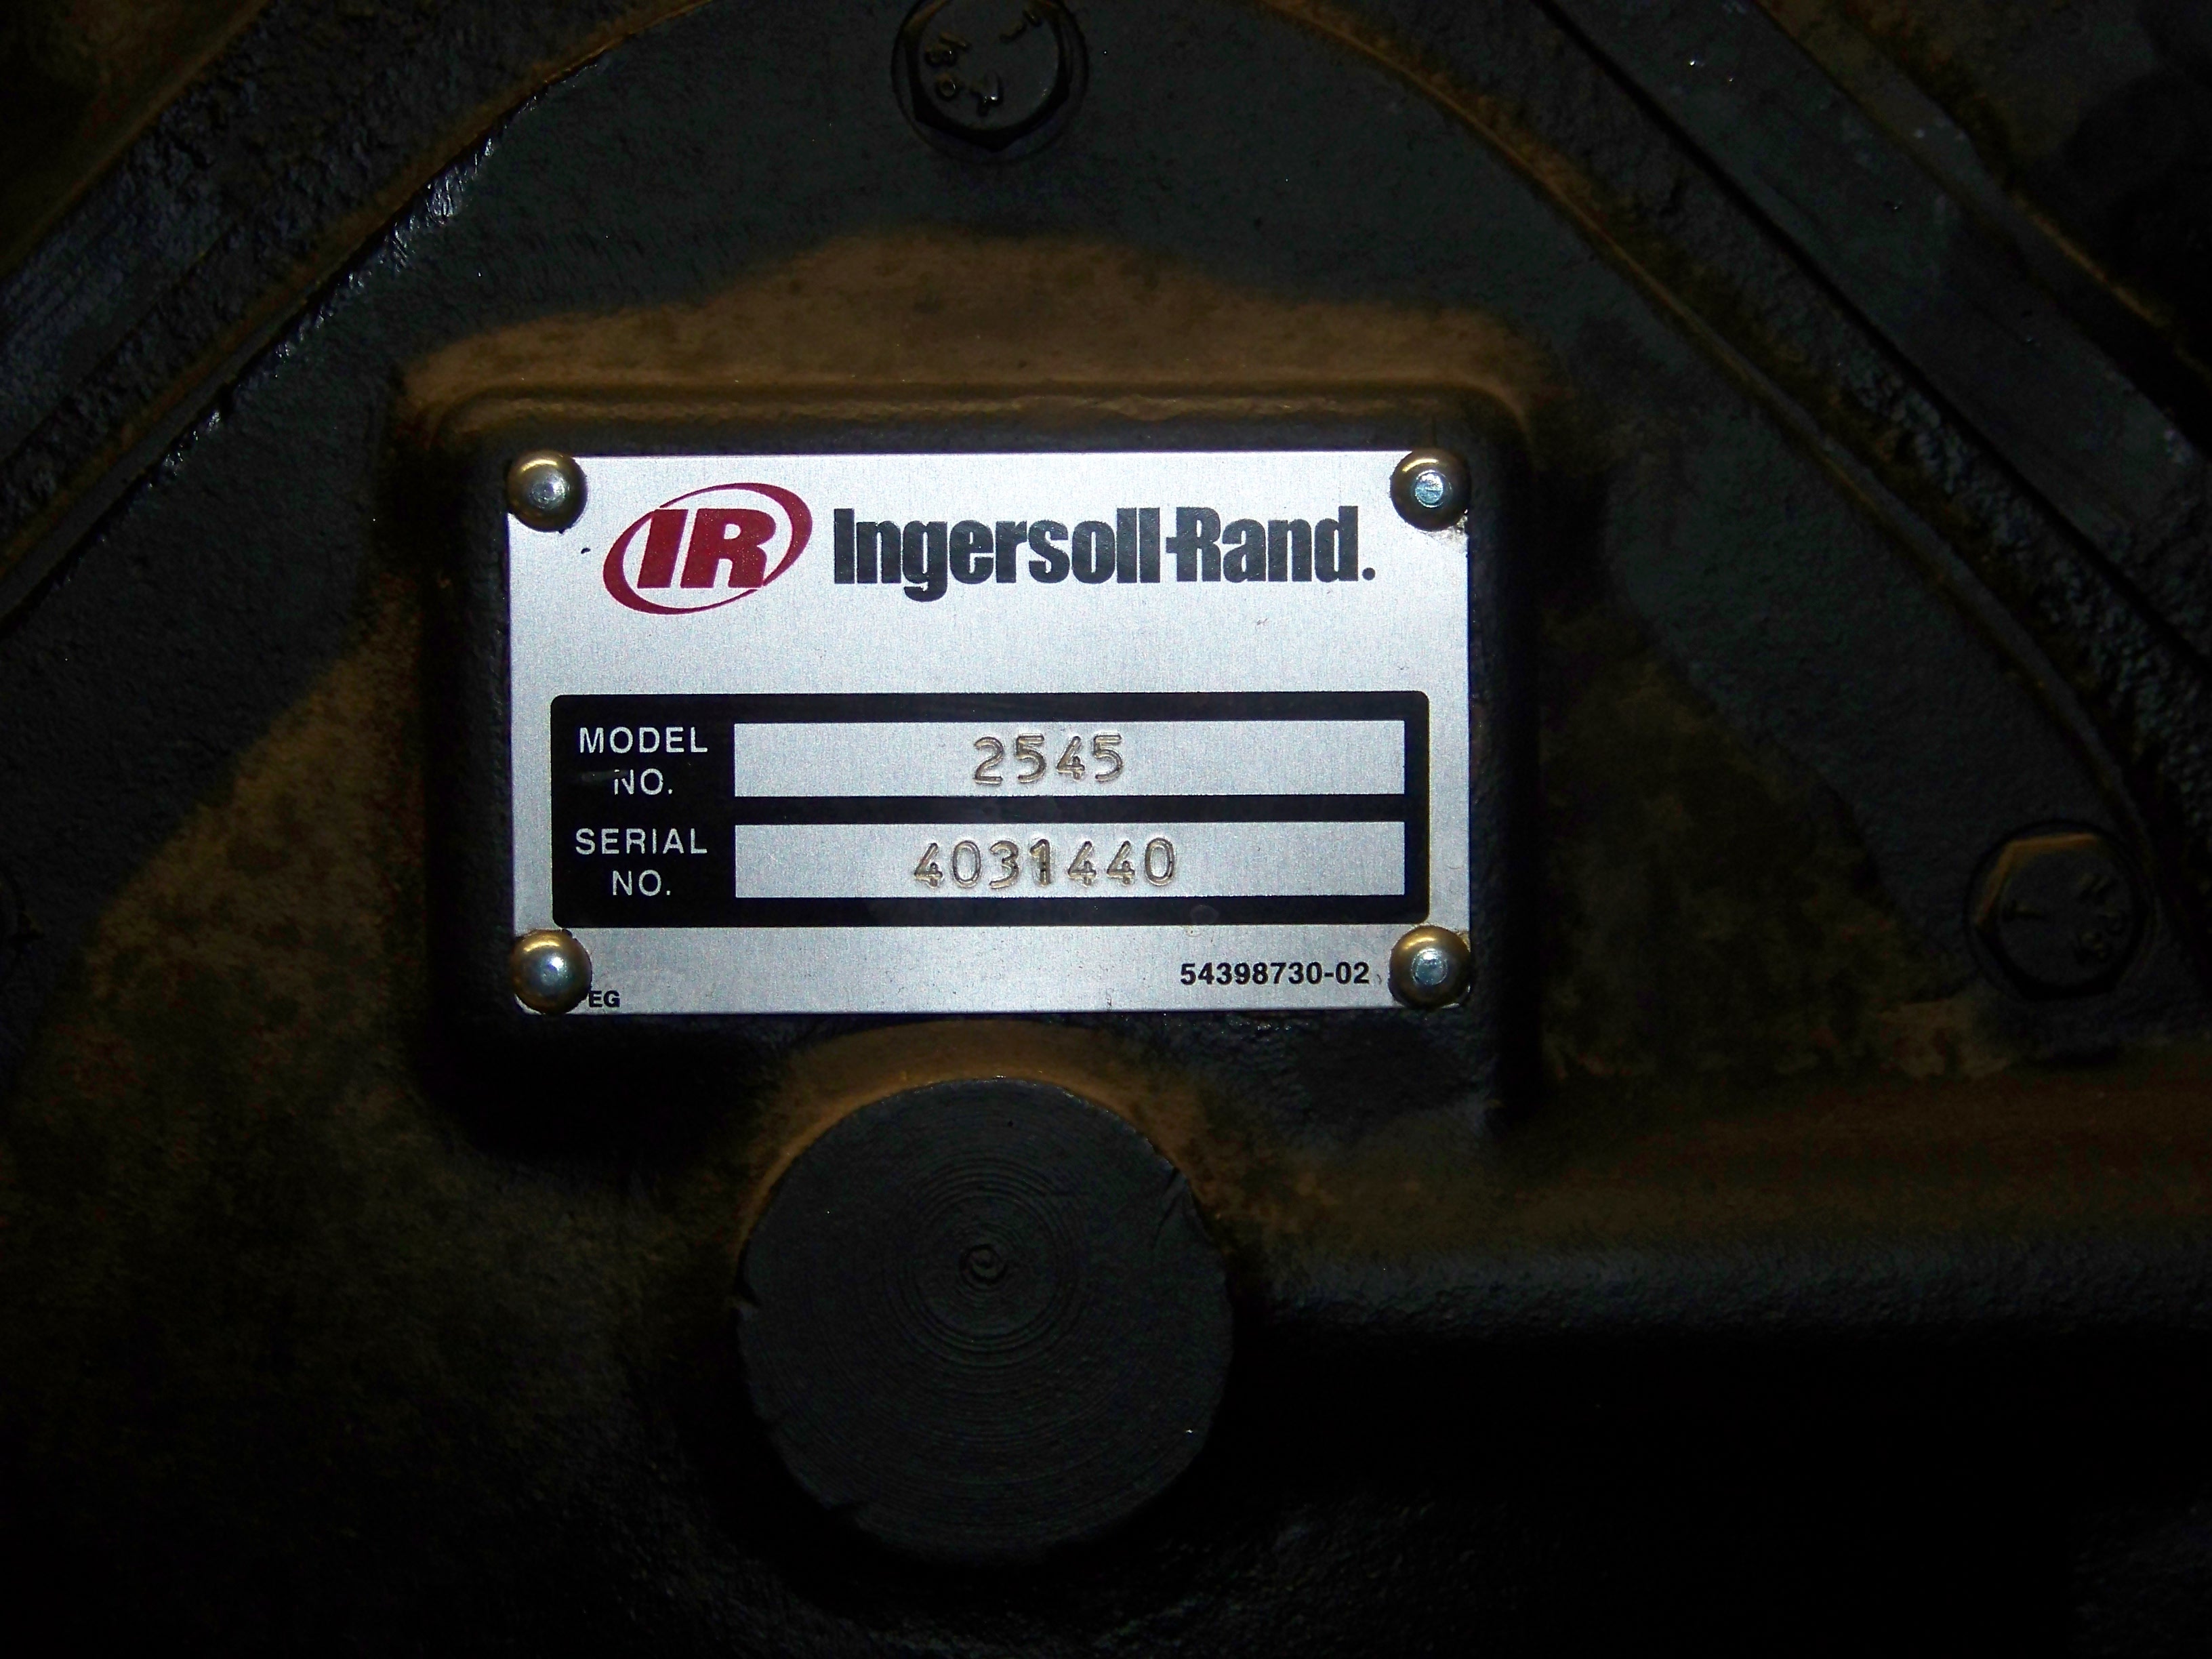 IR Ingersoll-Rand.
MODEL NO. 2545
SERIAL NO. 4031440
54398730-02
EG